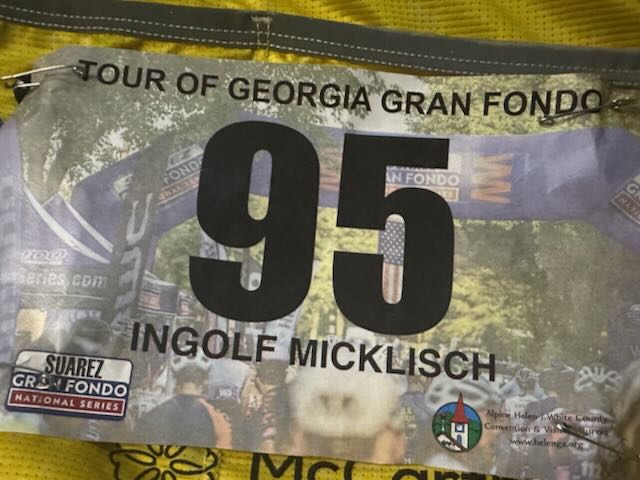 TOUR OF GEORGIA GRAN FONDO
95
AN FONDO
INGOLF MICKLISCH
SUAREZ
GRAN FONDO
NATIONAL SERIES
Alpine Helen / White County
Convention & Visitors Bureau
www.helenga.org